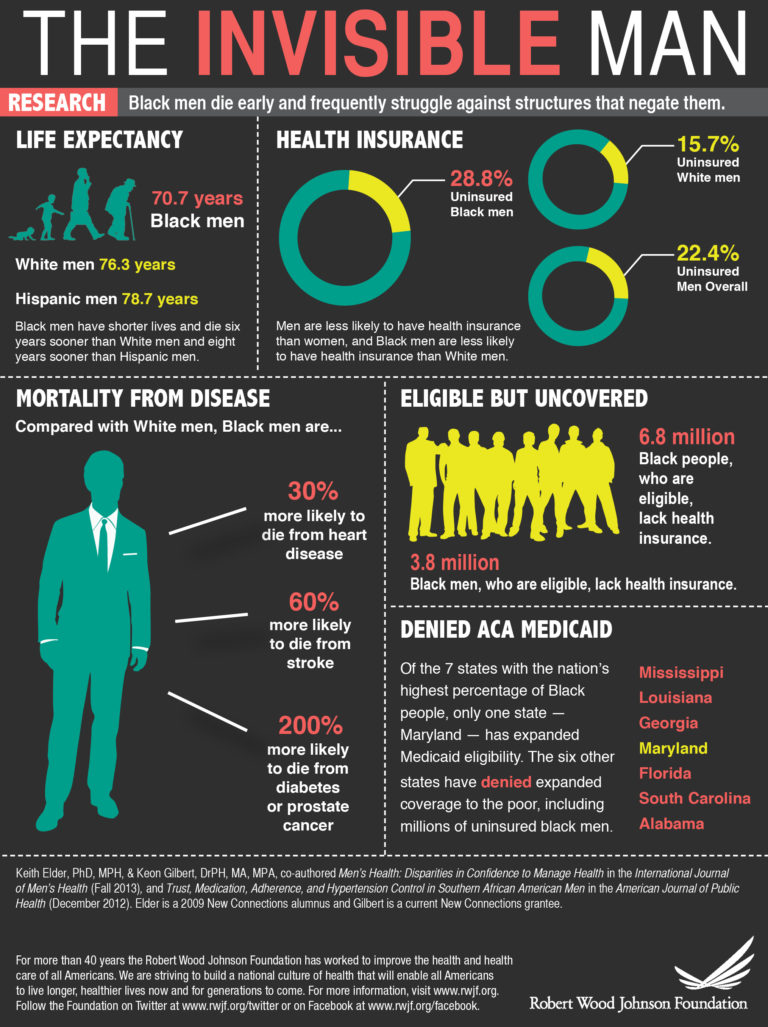 THE INVISIBLE MAN
RESEARCH
Black men die early and frequently struggle against structures that negate them.
LIFE EXPECTANCY
70.7 years
Black men
White men 76.3 years
Hispanic men 78.7 years
Black men have shorter lives and die six
years sooner than White men and eight
years sooner than Hispanic men.
HEALTH INSURANCE
28.8%
Uninsured
Black men
15.7%
Uninsured
White men
22.4%
Uninsured
Men Overall
Men are less likely to have health insurance
than women, and Black men are less likely
to have health insurance than White men.
MORTALITY FROM DISEASE
Compared with White men, Black men are...
30%
more likely to
die from heart
disease
60%
more likely
to die from
stroke
200%
more likely
to die from
diabetes
or prostate
cancer
ELIGIBLE BUT UNCOVERED
6.8 million
Black people,
who are
eligible,
lack health
insurance.
3.8 million
Black men, who are eligible, lack health insurance.
DENIED ACA MEDICAID
Of the 7 states with the nation’s
highest percentage of Black
people, only one state —
Maryland — has expanded
Medicaid eligibility. The six other
states have denied expanded
coverage to the poor, including
millions of uninsured black men.
Mississippi
Louisiana
Georgia
Maryland
Florida
South Carolina
Alabama
Keith Elder, PhD, MPH, & Keon Gilbert, DrPH, MA, MPA, co-authored Men’s Health: Disparities in Confidence to Manage Health in the International Journal
of Men’s Health (Fall 2013), and Trust, Medication, Adherence, and Hypertension Control in Southern African American Men in the American Journal of Public
Health (December 2012). Elder is a 2009 New Connections alumnus and Gilbert is a current New Connections grantee.
For more than 40 years the Robert Wood Johnson Foundation has worked to improve the health and health
care of all Americans. We are striving to build a national culture of health that will enable all Americans
to live longer, healthier lives now and for generations to come. For more information, visit www.rwjf.org.
Follow the Foundation on Twitter at www.rwjf.org/twitter or on Facebook at www.rwjf.org/facebook.
Robert Wood Johnson Foundation